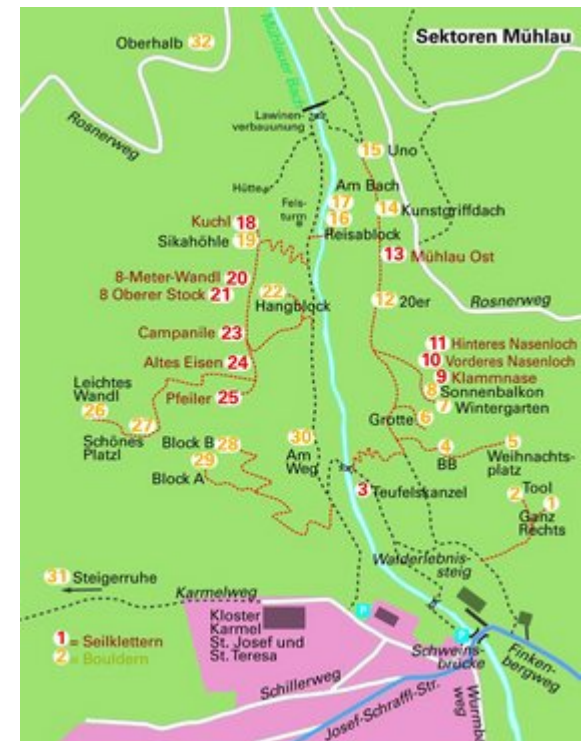 Sektoren Mühlau
Oberhalb 32
Mühlauer Bach
Rosnerweg
Lawinen-
verbauunung
15 Uno
Hütte
Am Bach
17
Fels-
turm
16
14 Kunstgriffdach
Kuchl 18
Reisablock
Sikahöhle 19
13 Mühlau Ost
8-Meter-Wandl 20
8 Oberer Stock 21
22
Hangblock
12 20er
Rosnerweg
Campanile 23
11 Hinteres Nasenloch
10 Vorderes Nasenloch
Altes Eisen 24
9 Klammnase
8 Sonnenbalkon
Leichtes
Wandl
26
Pfeiler 25
7 Wintergarten
Grotte 6
27
Schönes
Platzl
Block B 28
30
Am
Weg
4
BB
5
Weihnachts-
platz
29
Block A
3 Teufelskanzel
Tool
2
1
Ganz
Rechts
Walderlebnis-
steig
31 Steigerruhe
Karmelweg
P
Kloster
Karmel
St. Josef und
St. Teresa
1 = Seilklettern
2 = Bouldern
P
Schweins-
brücke
Finken-
bergweg
Schillerweg
Josef-Schraffl-Str.
Wurmb
weg